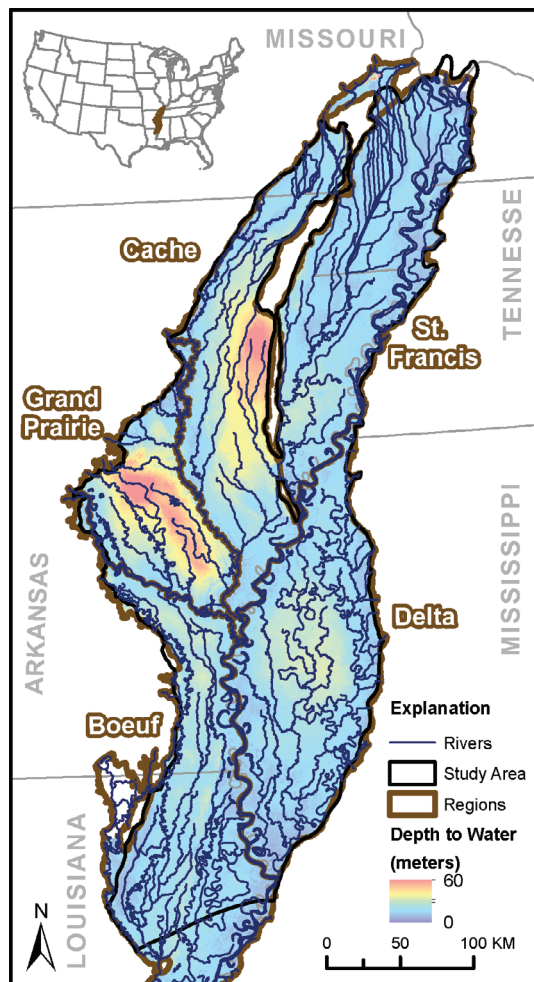 MISSOURI
TENNESSE
Cache
St.
Francis
Grand
Prairie
MISSISSIPPI
ARKANSAS
Delta
Boeuf
LOUISIANA
Explanation
Rivers
Study Area
Regions
Depth to Water
(meters)
60
0
N
0 50 100 KM